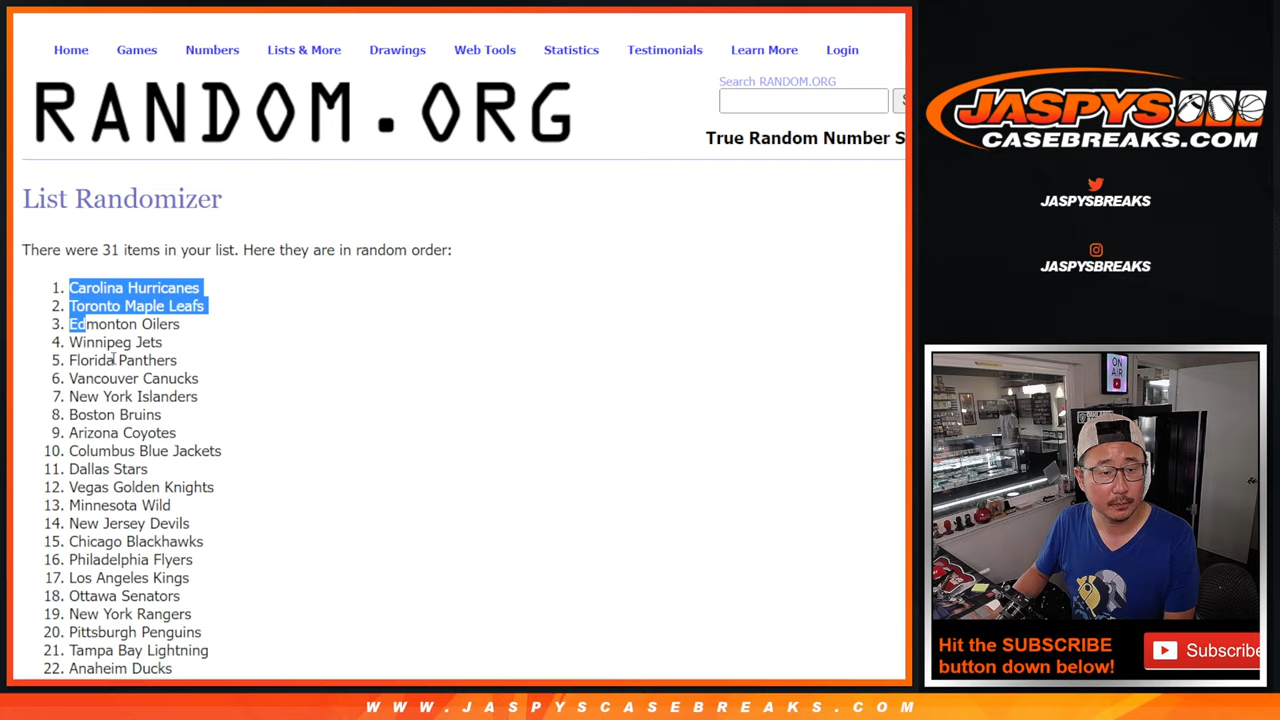 Home Games Numbers Lists & More Drawings Web Tools Statistics Testimonials Learn More Login
RANDOM.ORG
Search RANDOM.ORG
True Random Number S
List Randomizer
There were 31 items in your list. Here they are in random order:
1. Carolina Hurricanes
2. Toronto Maple Leafs
3. Edmonton Oilers
4. Winnipeg Jets
5. Florida Panthers
6. Vancouver Canucks
7. New York Islanders
8. Boston Bruins
9. Arizona Coyotes
10. Columbus Blue Jackets
11. Dallas Stars
12. Vegas Golden Knights
13. Minnesota Wild
14. New Jersey Devils
15. Chicago Blackhawks
16. Philadelphia Flyers
17. Los Angeles Kings
18. Ottawa Senators
19. New York Rangers
20. Pittsburgh Penguins
21. Tampa Bay Lightning
22. Anaheim Ducks
JASPYS
CASEBREAKS.COM
JASPYSBREAKS
JASPYSBREAKS
ON
AIR
Hit the SUBSCRIBE
button down below!
Subscribe
WWW.JASPYSCASEBREAKS.COM